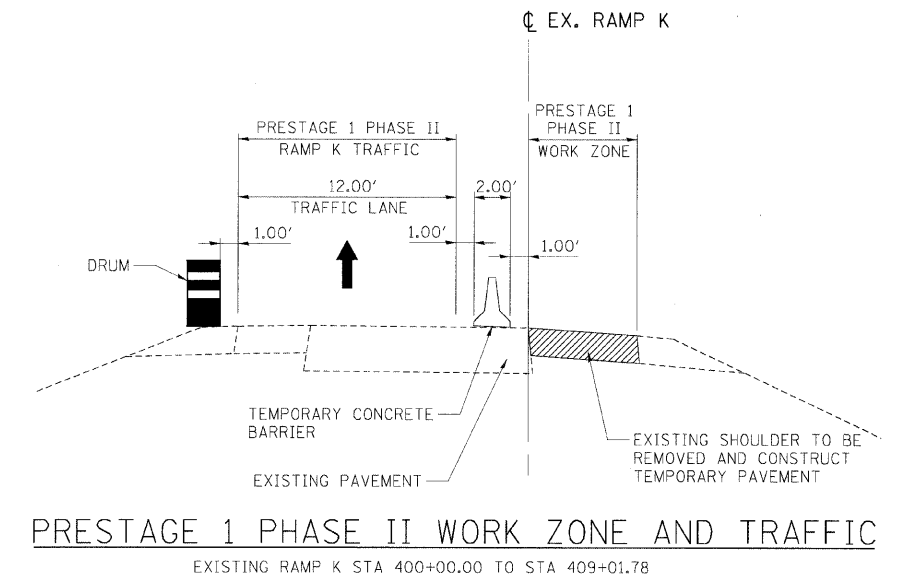 ℄ EX. RAMP K
PRESTAGE 1
PHASE II
WORK ZONE
PRESTAGE 1 PHASE II
RAMP K TRAFFIC
12.00'
TRAFFIC LANE
2.00'
1.00'
1.00'
1.00'
DRUM
TEMPORARY CONCRETE
BARRIER
EXISTING PAVEMENT
EXISTING SHOULDER TO BE
REMOVED AND CONSTRUCT
TEMPORARY PAVEMENT
PRESTAGE 1 PHASE II WORK ZONE AND TRAFFIC
EXISTING RAMP K STA 400+00.00 TO STA 409+01.78